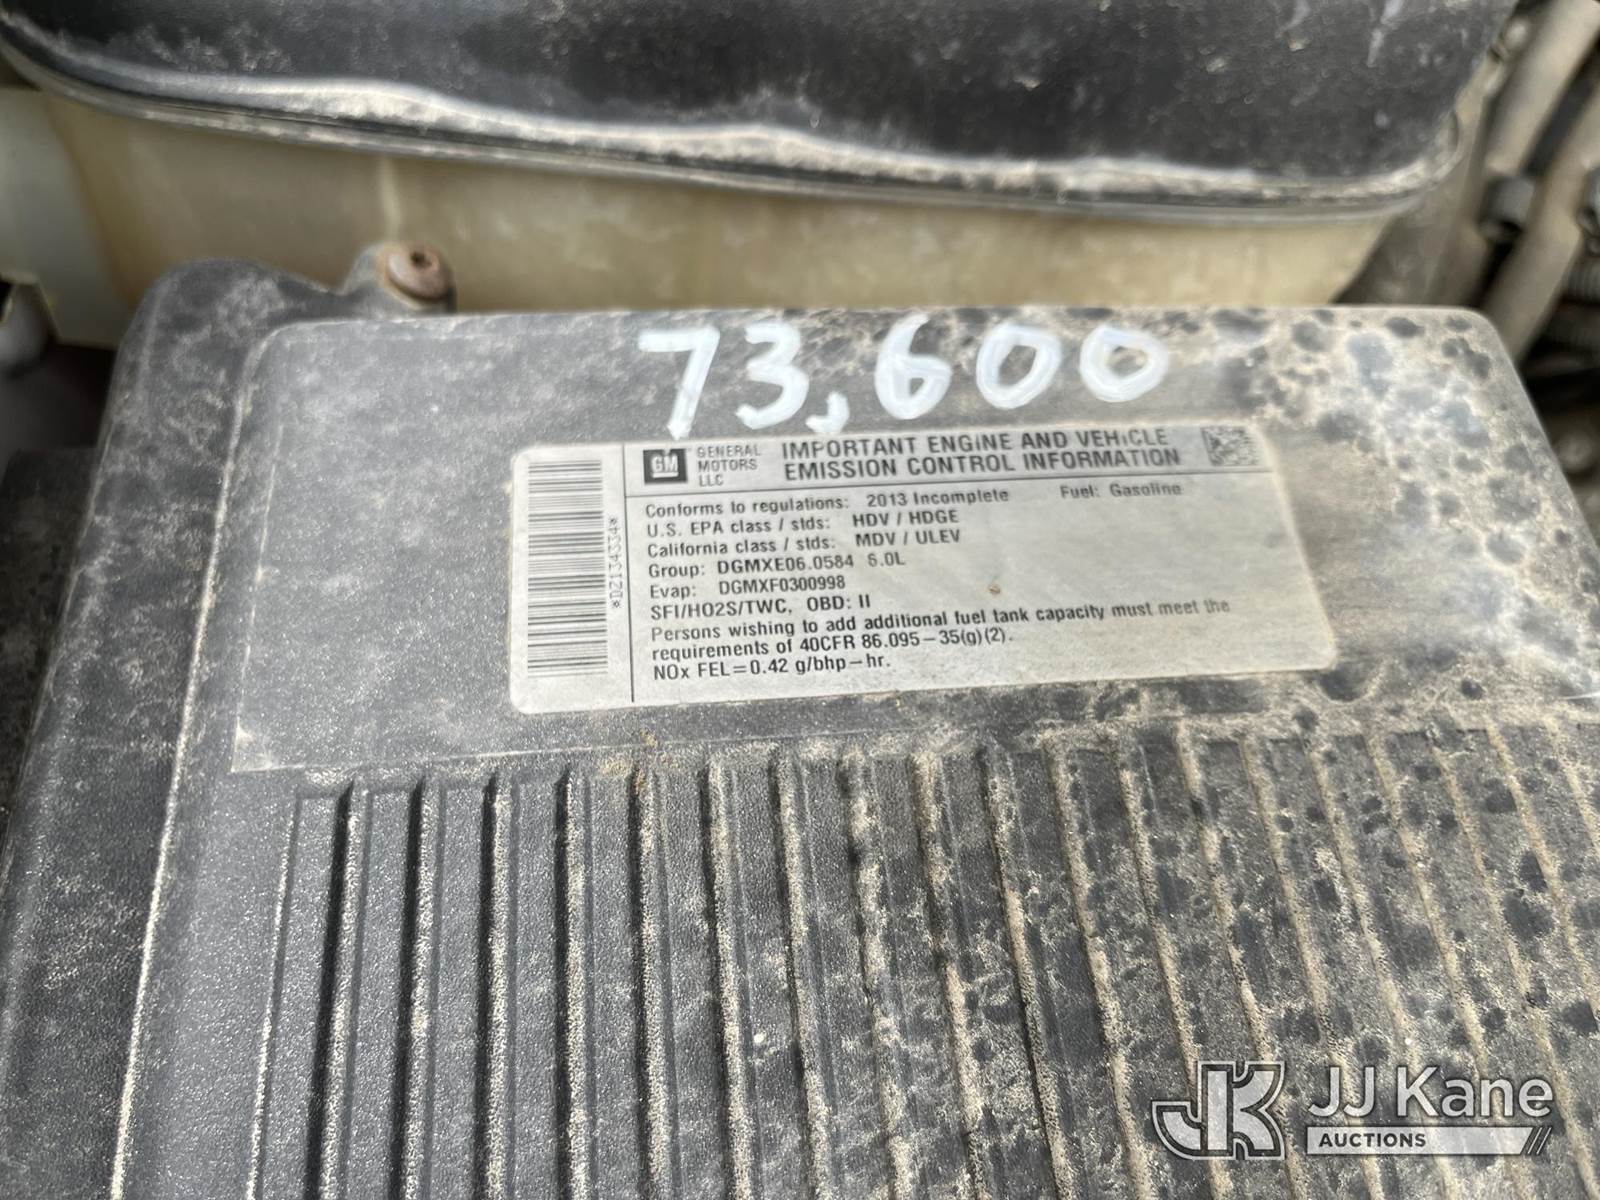 73,600
GM GENERAL MOTORS LLC
IMPORTANT ENGINE AND VEHICLE
EMISSION CONTROL INFORMATION
Conforms to regulations: 2013 Incomplete Fuel: Gasoline
U.S. EPA class / stds: HDV / HDGE
California class / stds: MDV / ULEV
Group: DGMXE06.0584 6.0L
Evap: DGMXF0300998
SFI/HO2S/TWC, OBD: II
Persons wishing to add additional fuel tank capacity must meet the
requirements of 40CFR 86.095-35(g)(2).
NOx FEL=0.42 g/bhp-hr.
*DZ134334*
JK JJ Kane
AUCTIONS